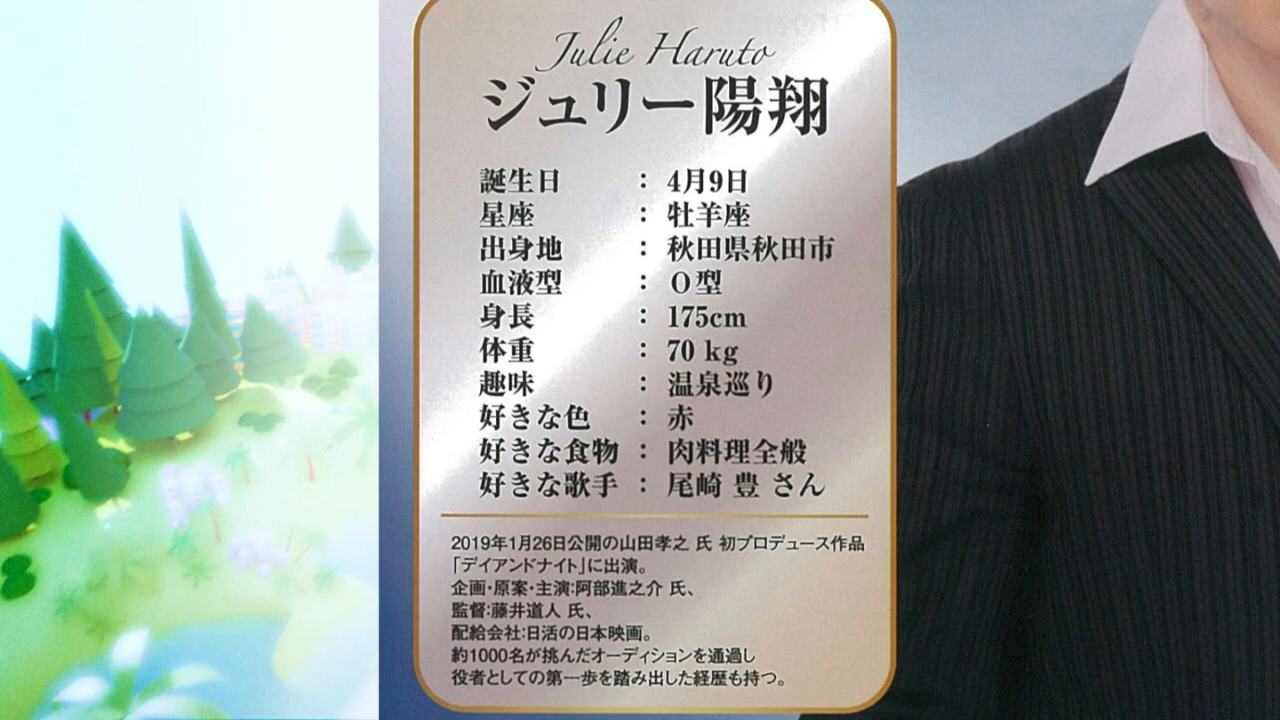 Julie Haruto
ジュリー陽翔
誕生日 : 4月9日
星座 : 牡羊座
出身地 : 秋田県秋田市
血液型 : O型
身長 : 175cm
体重 : 70 kg
趣味 : 温泉巡り
好きな色 : 赤
好きな食物 : 肉料理全般
好きな歌手 : 尾崎 豊 さん
2019年1月26日公開の山田孝之 氏 初プロデュース作品
「デイアンドナイト」に出演。
企画・原案・主演:阿部進之介 氏、
監督:藤井道人 氏、
配給会社:日活の日本映画。
約1000名が挑んだオーディションを通過し
役者としての第一歩を踏み出した経歴も持つ。